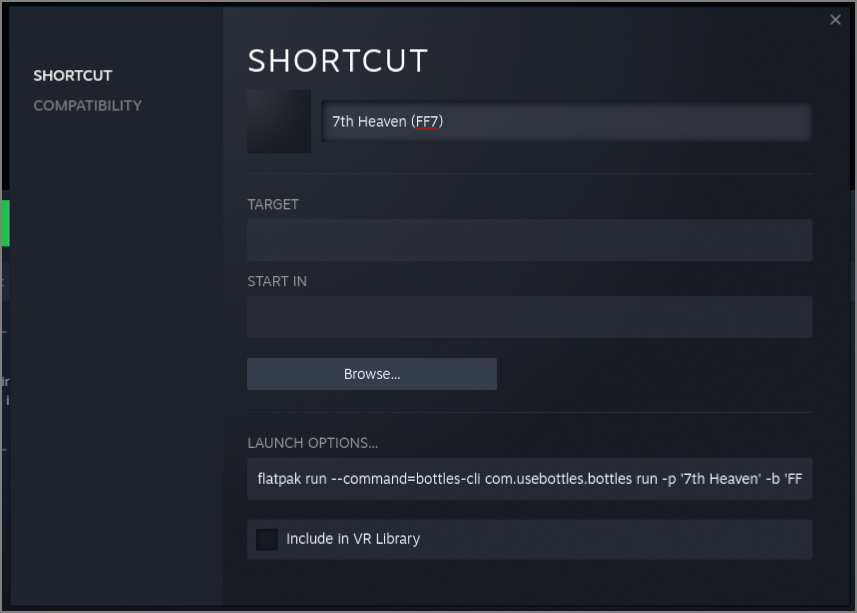 SHORTCUT
COMPATIBILITY
SHORTCUT
7th Heaven (FF7)
TARGET
START IN
Browse...
LAUNCH OPTIONS...
flatpak run --command=bottles-cli com.usebottles.bottles run -p '7th Heaven' -b 'FF
Include in VR Library